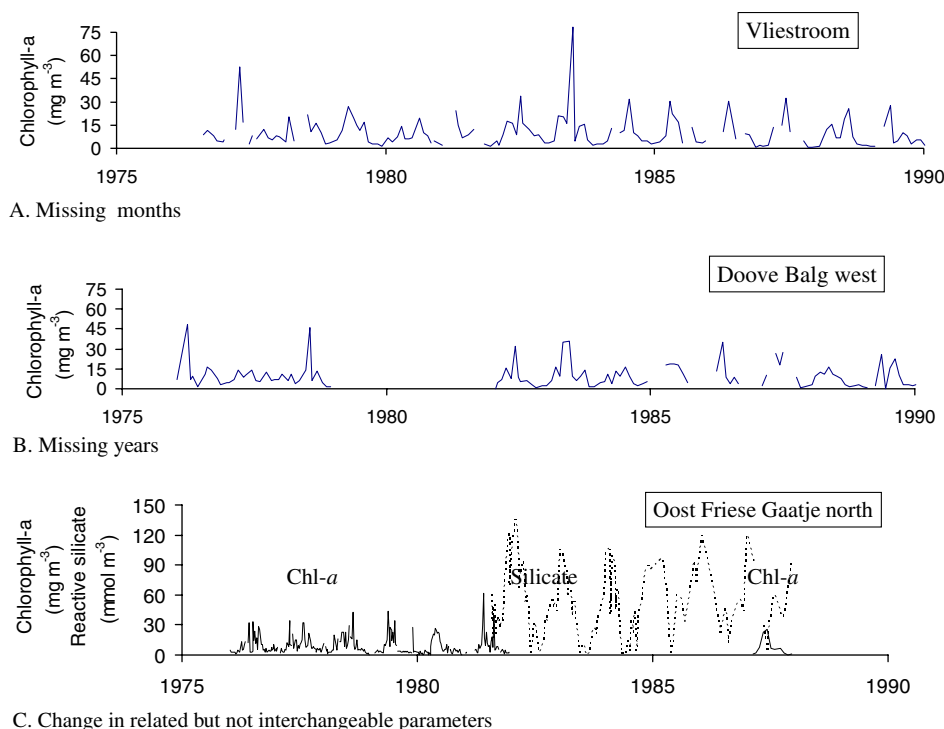 Vliestroom
Chlorophyll-a
(mg m-3)
75
60
45
30
15
0
1975 1980 1985 1990
A. Missing months
Doove Balg west
Chlorophyll-a
(mg m-3)
75
60
45
30
15
0
1975 1980 1985 1990
B. Missing years
Oost Friese Gaatje north
Chlorophyll-a
(mg m-3)
Reactive silicate
(mmol m-3)
150
120
90
60
30
0
Chl-a Silicate Chl-a
1975 1980 1985 1990
C. Change in related but not interchangeable parameters